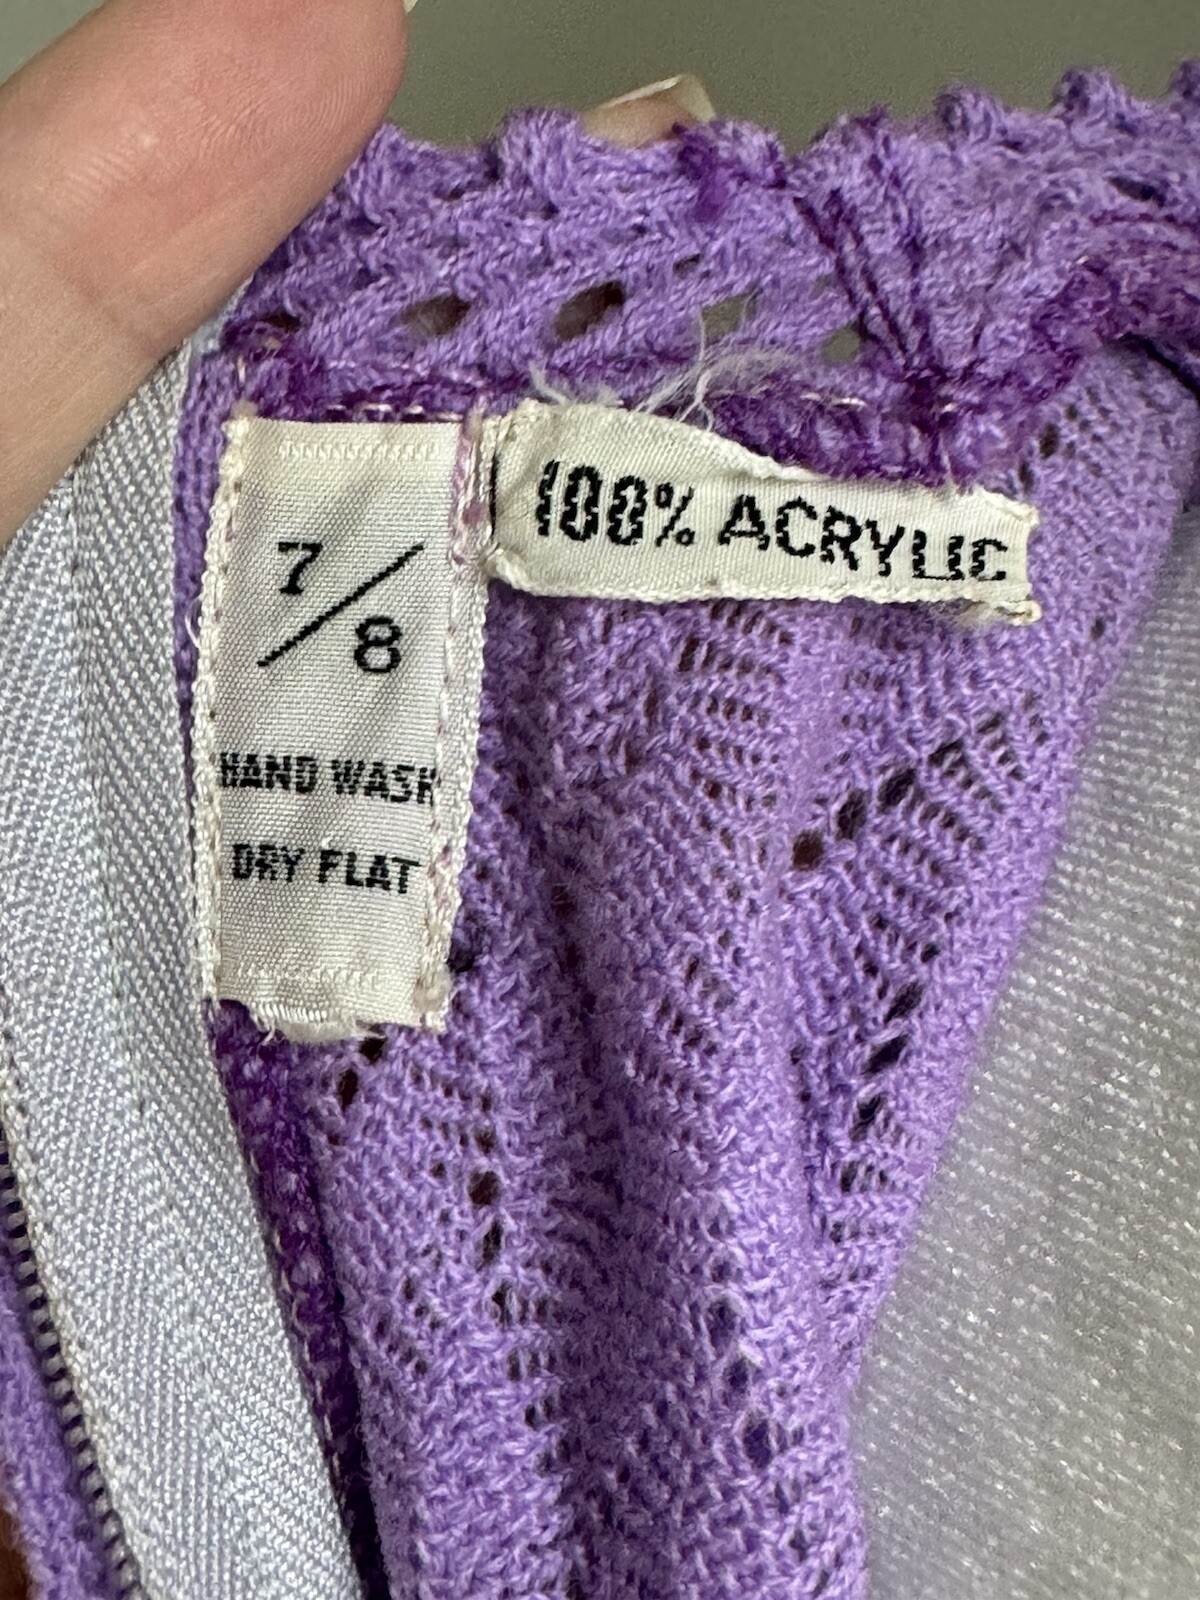 7/8
HAND WASH
DRY FLAT
100% ACRYLIC